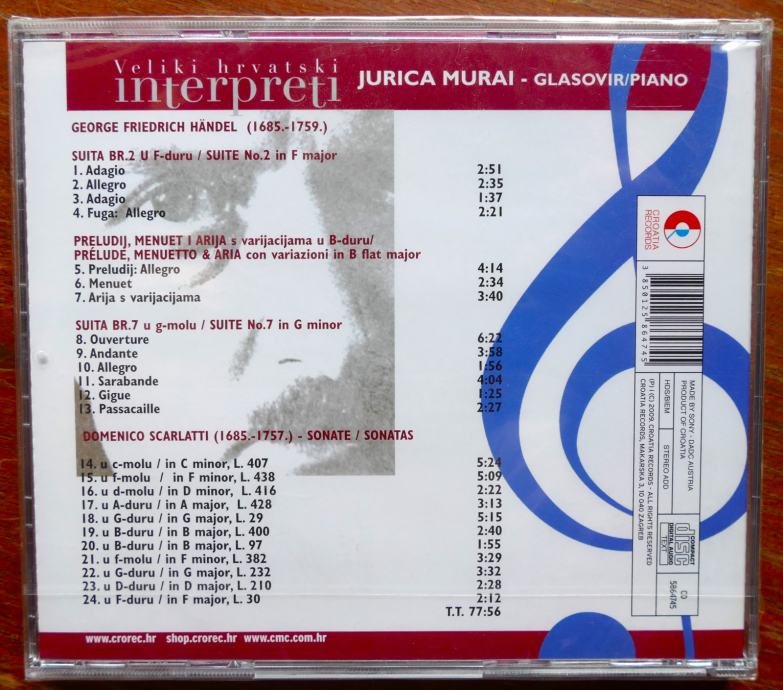 Veliki hrvatski
interpreti
JURICA MURAI - GLASOVIR/PIANO
GEORGE FRIEDRICH HÄNDEL (1685.-1759.)
SUITA BR.2 U F-duru / SUITE No.2 in F major
1. Adagio 2:51
2. Allegro 2:35
3. Adagio 1:37
4. Fuga: Allegro 2:21
PRELUDIJ, MENUET I ARIJA s varijacijama u B-duru/
PRÉLUDE, MENUETTO & ARIA con variazioni in B flat major
5. Preludij: Allegro 4:14
6. Menuet 2:34
7. Arija s varijacijama 3:40
SUITA BR.7 u g-molu / SUITE No.7 in G minor
8. Ouverture 6:22
9. Andante 3:58
10. Allegro 1:56
11. Sarabande 4:04
12. Gigue 1:25
13. Passacaille 2:27
DOMENICO SCARLATTI (1685.-1757.) - SONATE / SONATAS
14. u c-molu / in C minor, L. 407 5:24
15. u f-molu / in F minor, L. 438 5:09
16. u d-molu / in D minor, L. 416 2:22
17. u A-duru / in A major, L. 428 3:13
18. u G-duru / in G major, L. 29 5:15
19. u B-duru / in B major, L. 400 2:40
20. u B-duru / in B major, L. 97 1:55
21. u f-molu / in F minor, L. 382 3:29
22. u G-duru / in G major, L. 232 3:32
23. u D-duru / in D major, L. 210 2:28
24. u F-duru / in F major, L. 30 2:12
T.T. 77:56
www.crorec.hr shop.crorec.hr www.cmc.com.hr
CROATIA
RECORDS
3 850125 864745
MADE BY SONY - DADC AUSTRIA
PRODUCT OF CROATIA
HDS/BIEM STEREO ADD
(P) i (C) 2009. CROATIA RECORDS - ALL RIGHTS RESERVED
CROATIA RECORDS, MAKARSKA 3, 10 040 ZAGREB
COMPACT
disc
DIGITAL AUDIO
TEXT
CD
5864745